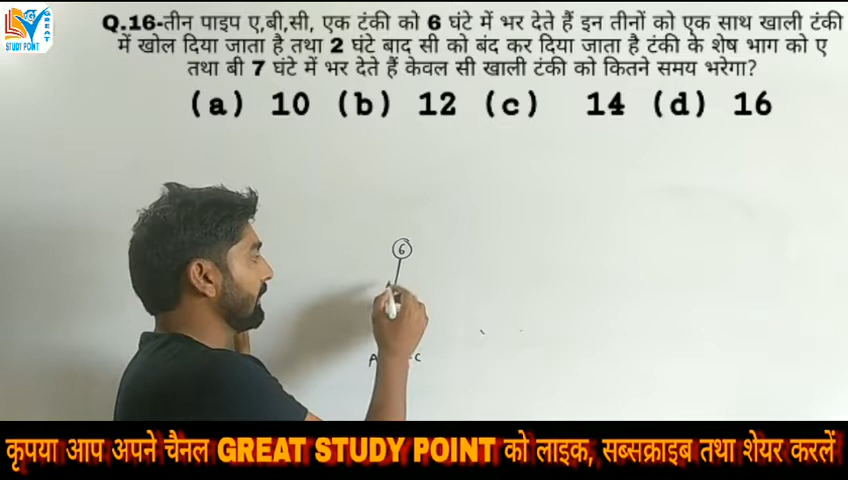 Q.16-तीन पाइप ए,बी,सी, एक टंकी को 6 घंटे में भर देते हैं इन तीनों को एक साथ खाली टंकी
में खोल दिया जाता है तथा 2 घंटे बाद सी को बंद कर दिया जाता है टंकी के शेष भाग को ए
तथा बी 7 घंटे में भर देते हैं केवल सी खाली टंकी को कितने समय भरेगा?
(a) 10 (b) 12 (c) 14 (d) 16
GREAT
STUDY POINT
6
A C
कृपया आप अपने चैनल GREAT STUDY POINT को लाइक, सब्सक्राइब तथा शेयर करलें